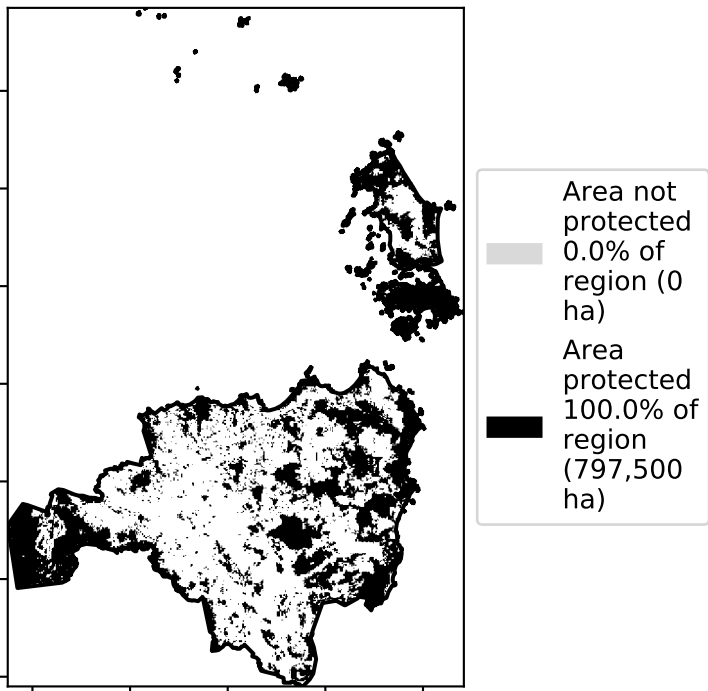 Area not
protected
0.0% of
region (0
ha)
Area
protected
100.0% of
region
(797,500
ha)